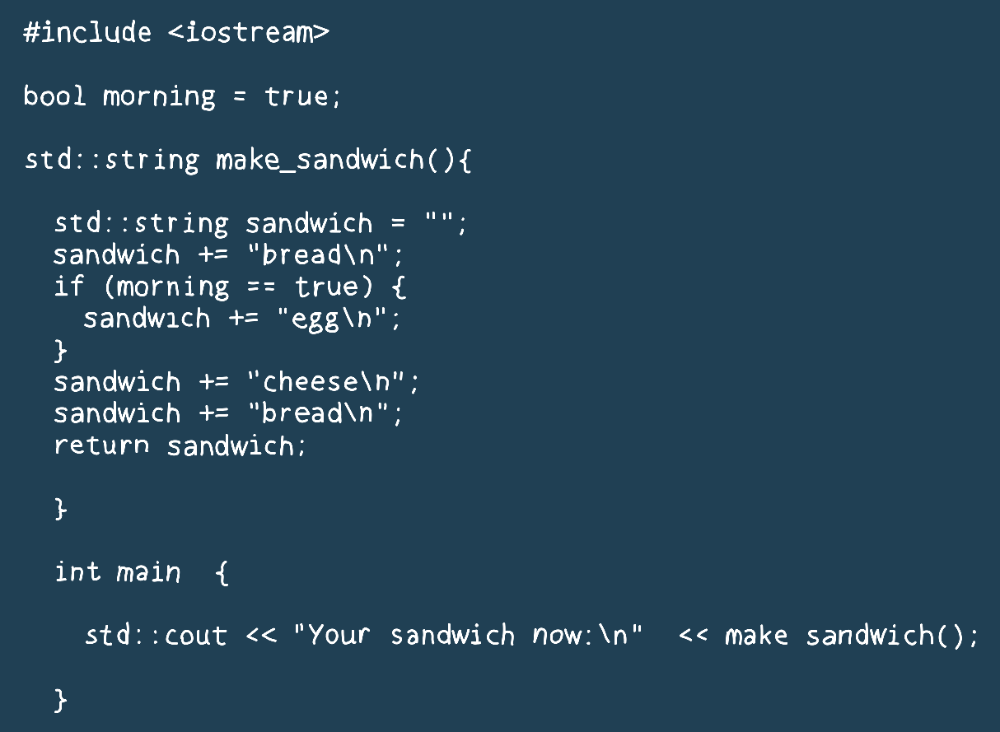 #include <iostream>
bool morning = true;
std::string make_sandwich(){
std::string sandwich = "";
sandwich += "bread\n";
if (morning == true) {
sandwich += "egg\n";
}
sandwich += "cheese\n";
sandwich += "bread\n";
return sandwich;
}
int main  {
std::cout << "Your sandwich now:\n"  << make sandwich();
}